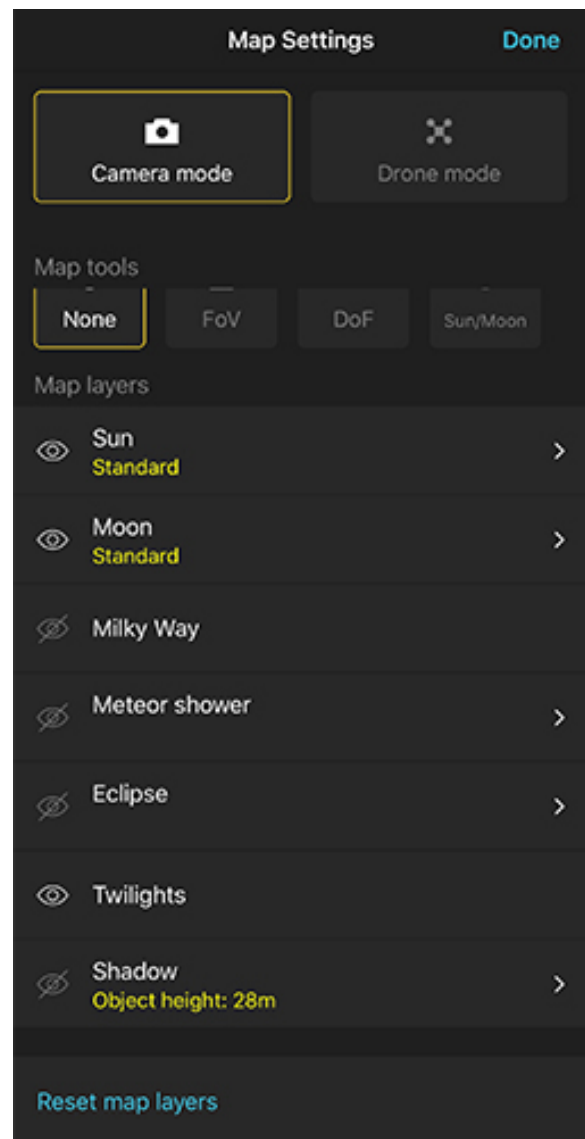 Map Settings Done
Camera mode Drone mode
Map tools
None FoV DoF Sun/Moon
Map layers
Sun
Standard
Moon
Standard
Milky Way
Meteor shower
Eclipse
Twilights
Shadow
Object height: 28m
Reset map layers